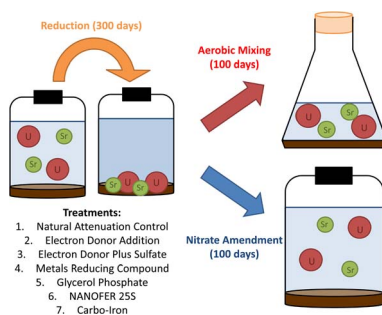 Reduction (300 days)
Aerobic Mixing
(100 days)
U
Sr
Sr
U
Sr
U
Sr
U
U
Sr
Sr
U
Treatments:
1. Natural Attenuation Control
2. Electron Donor Addition
3. Electron Donor Plus Sulfate
4. Metals Reducing Compound
5. Glycerol Phosphate
6. NANOFER 25S
7. Carbo-Iron
Nitrate Amendment
(100 days)
Sr
U
U
Sr